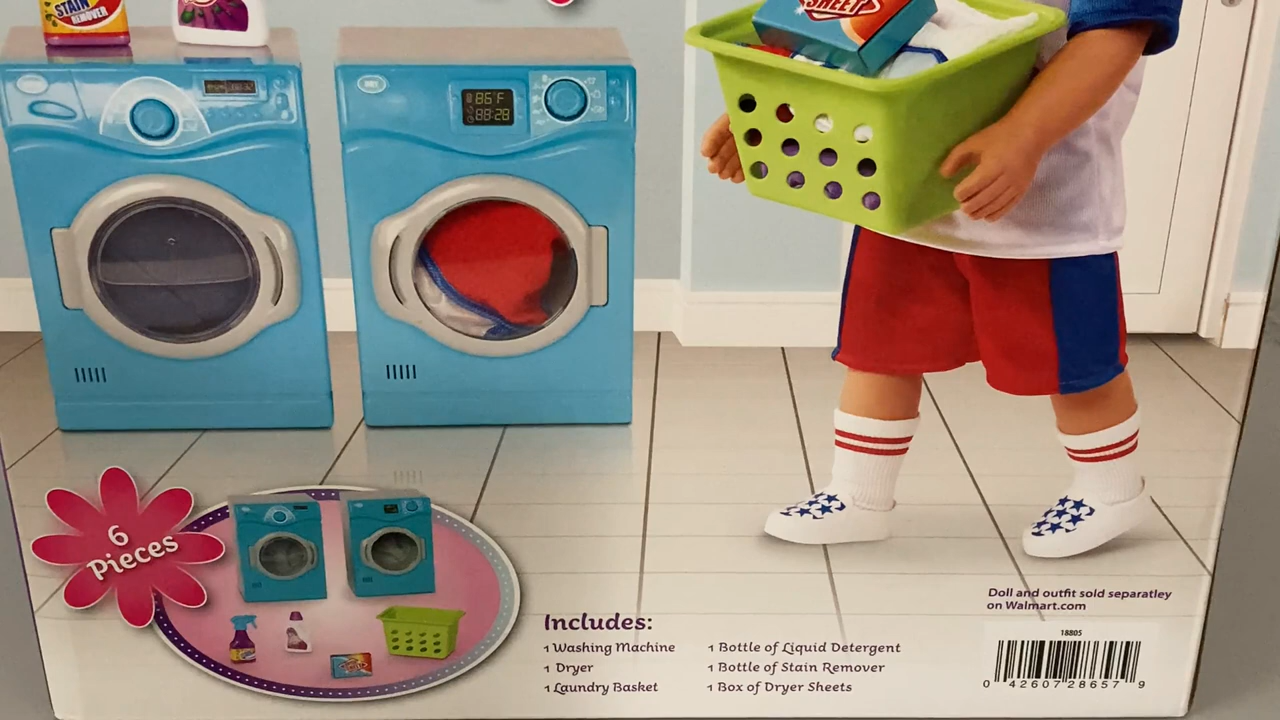 STAIN
REMOVER
SHEET
86°F
88:28
6
Pieces
Includes:
1 Washing Machine
1 Dryer
1 Laundry Basket
1 Bottle of Liquid Detergent
1 Bottle of Stain Remover
1 Box of Dryer Sheets
Doll and outfit sold separatley
on Walmart.com
18805
0 42607 28657 9